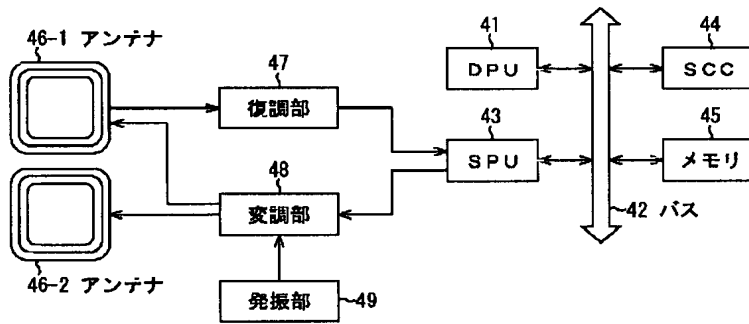 46-1 アンテナ
47
復調部
41
DPU
44
SCC
43
SPU
45
メモリ
48
変調部
42 バス
46-2 アンテナ
発振部
49